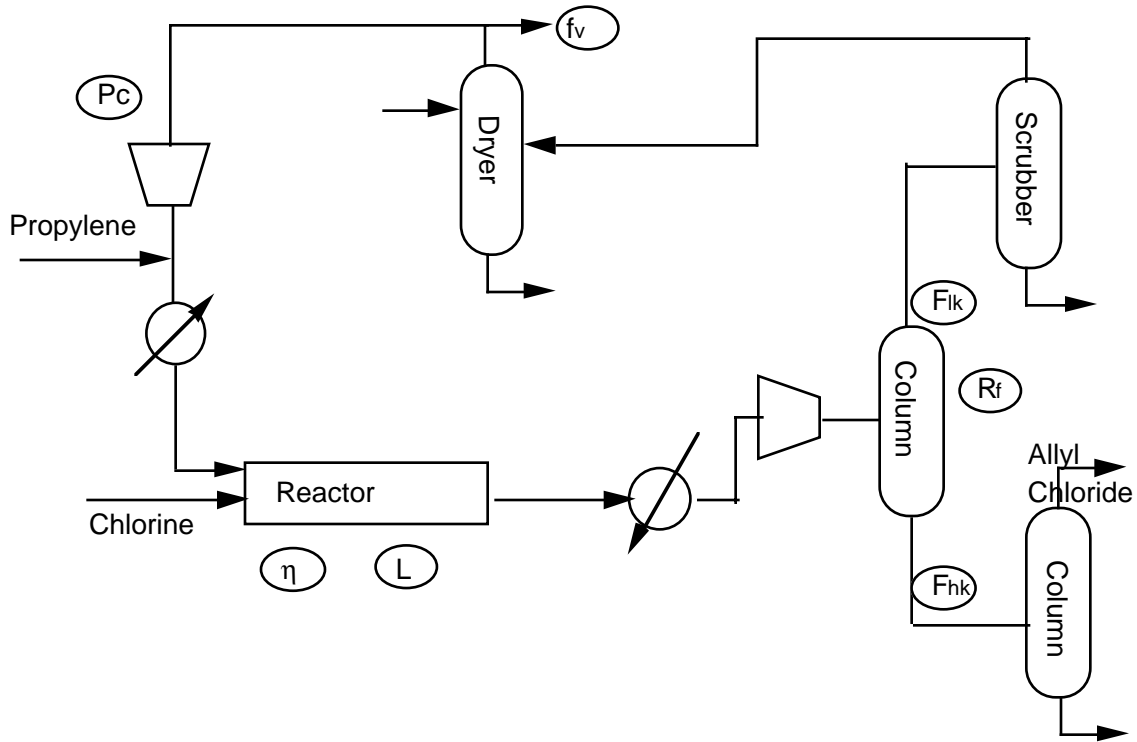 fv
Pc
Dryer
Scrubber
Propylene
Flk
Column
Rf
Reactor
Chlorine
Allyl
Chloride
η
L
Fhk
Column